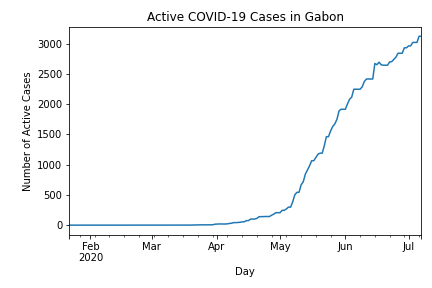 Active COVID-19 Cases in Gabon
Number of Active Cases
3000
2500
2000
1500
1000
500
0
Feb Mar Apr May Jun Jul
2020
Day